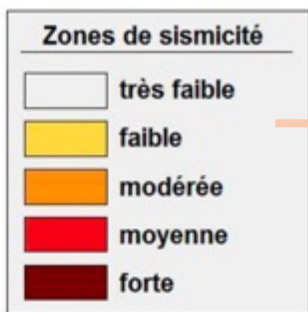 Zones de sismicité
très faible
faible
modérée
moyenne
forte